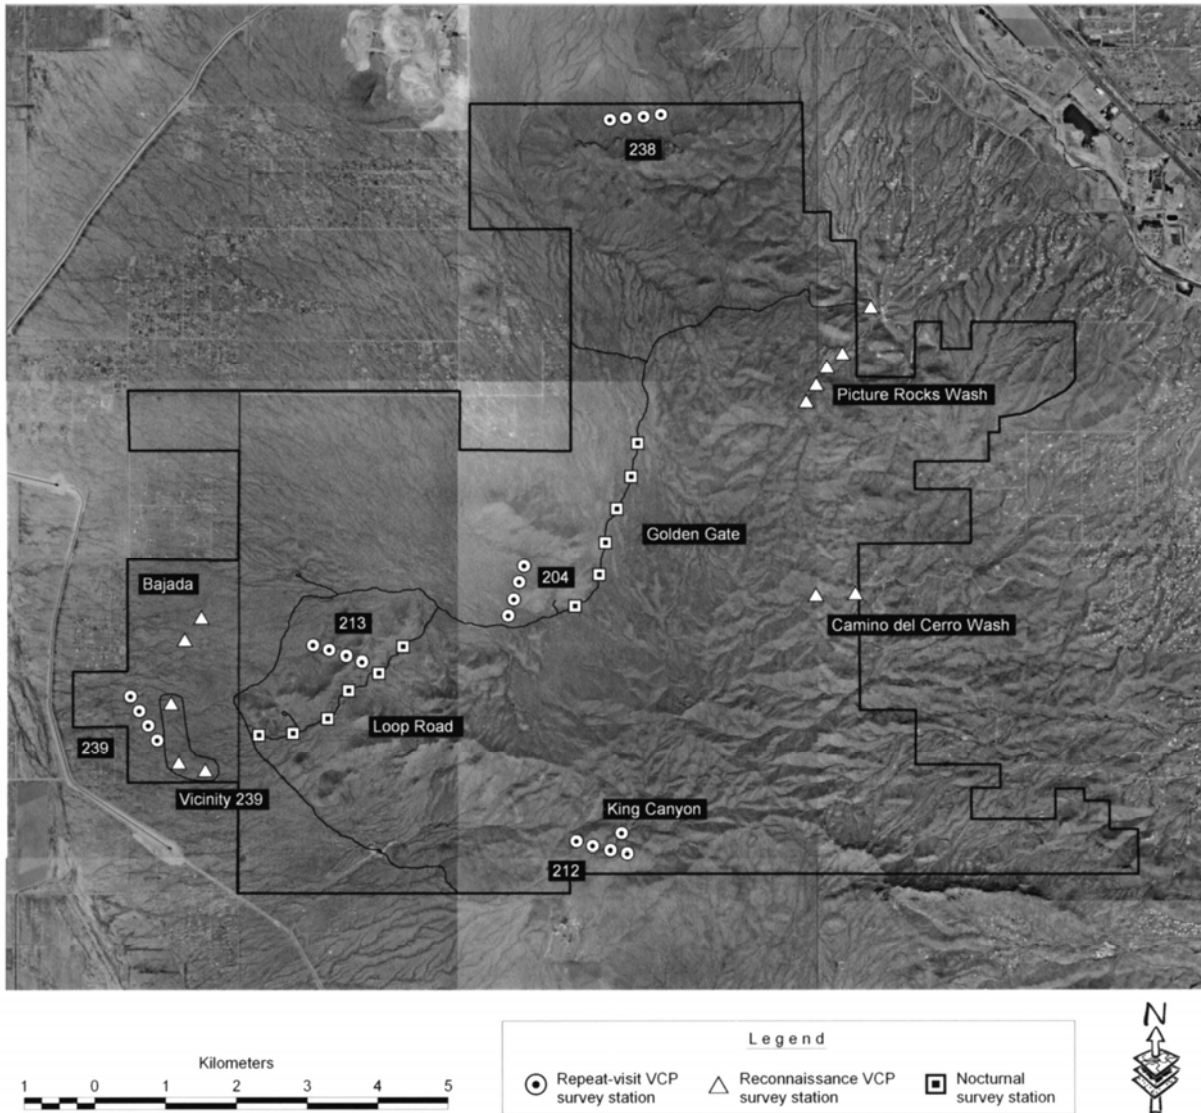 238
Picture Rocks Wash
Golden Gate
204
Bajada
Camino del Cerro Wash
213
Loop Road
239
Vicinity 239
King Canyon
212
N
Kilometers
1 0 1 2 3 4 5
Legend
Repeat-visit VCP
survey station
Reconnaissance VCP
survey station
Nocturnal
survey station